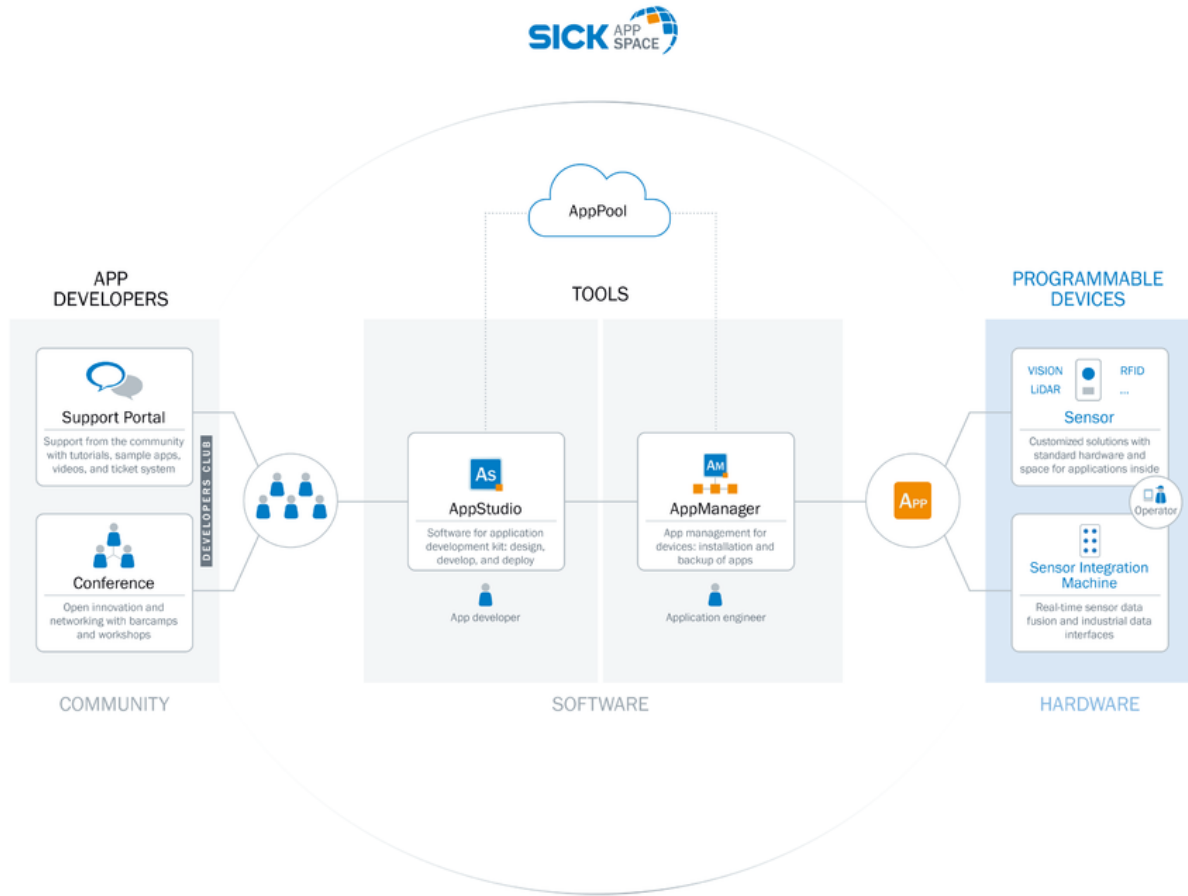 SICK APP
SPACE
AppPool
APP
DEVELOPERS
TOOLS
PROGRAMMABLE
DEVICES
Support Portal
Support from the community
with tutorials, sample apps,
videos, and ticket system
Conference
Open innovation and
networking with barcamps
and workshops
DEVELOPERS CLUB
As
AppStudio
Software for application
development kit: design,
develop, and deploy
App developer
AM
AppManager
App management for
devices: installation and
backup of apps
Application engineer
APP
VISION
RFID
LiDAR
...
Sensor
Customized solutions with
standard hardware and
space for applications inside
Operator
Sensor Integration
Machine
Real-time sensor data
fusion and industrial data
interfaces
COMMUNITY
SOFTWARE
HARDWARE